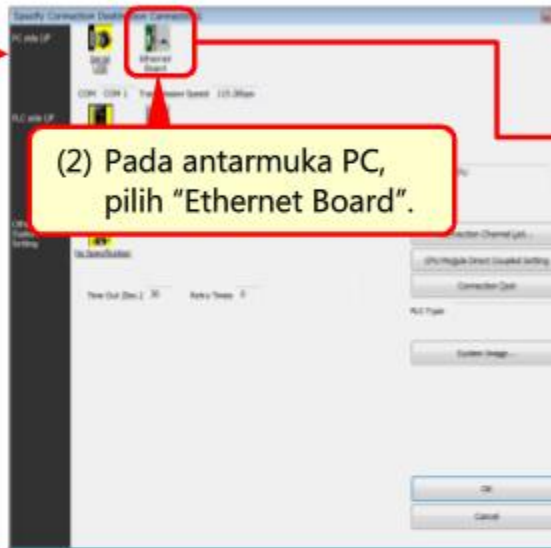 Specify Connection Destination Connection
PC side I/F
Serial
USB
Ethernet
Board
COM COM 1 Transmission Speed 115.2Kbps
PLC side I/F
(2) Pada antarmuka PC,
pilih “Ethernet Board”.
Other
Station
Setting
No Specification
Connection Channel List...
CPU Module Direct Coupled Setting
Time Out (Sec.) 30 Retry Times 0
Connection Test
PLC Type
System Image...
OK
Cancel